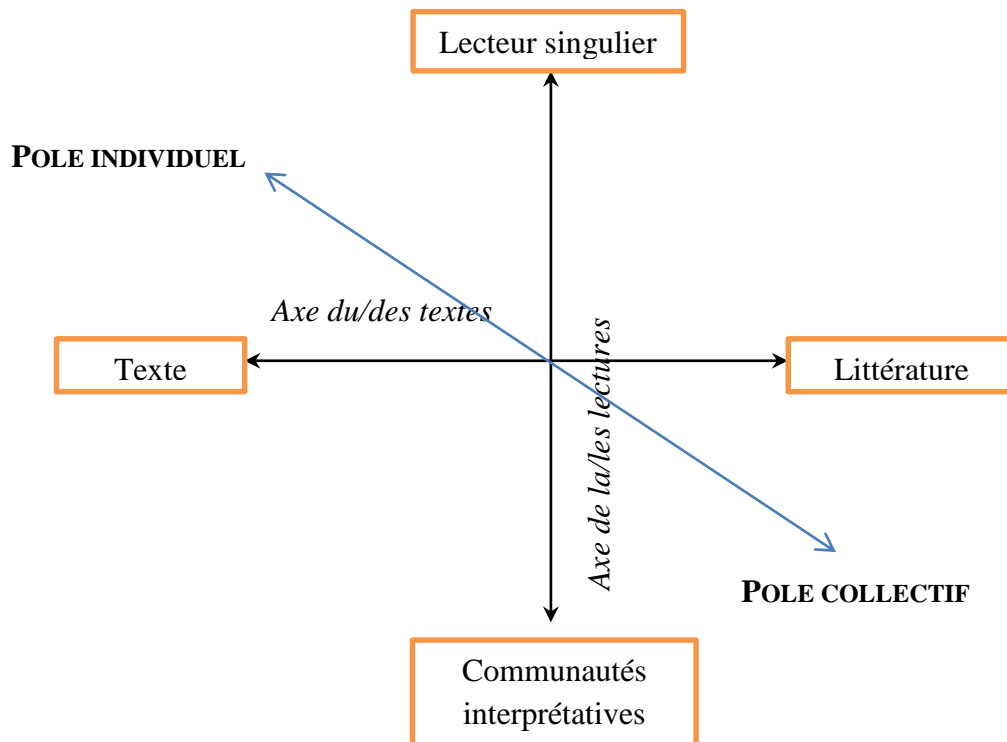 Lecteur singulier
POLE INDIVIDUEL
Axe du/des textes
Axe de la/les lectures
Texte
Littérature
POLE COLLECTIF
Communautés
interprétatives